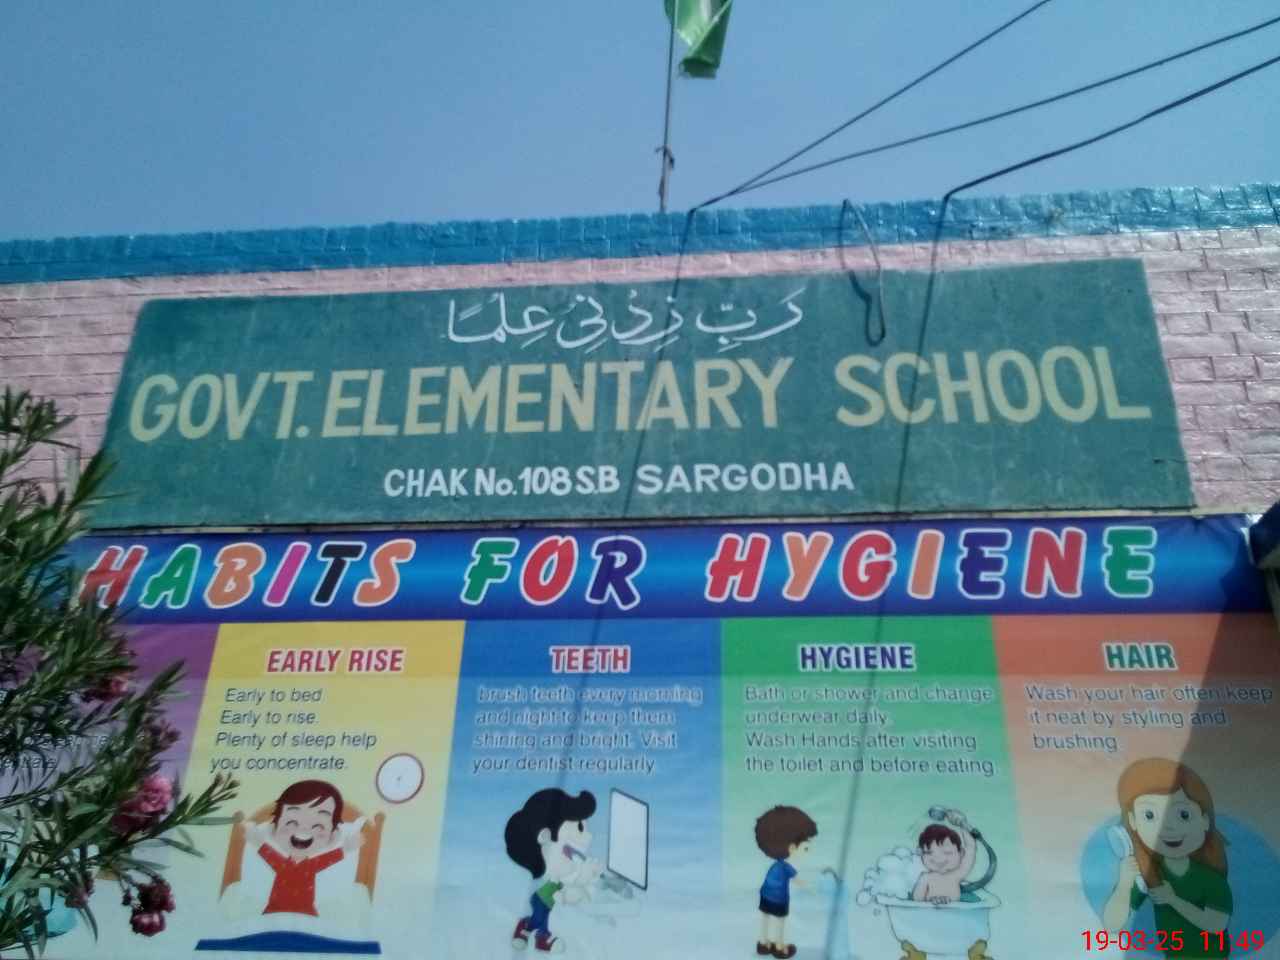 رَبِّ زِدْنِيْ عِلْمًا
GOVT. ELEMENTARY SCHOOL
CHAK No. 108 S.B SARGODHA
HABITS FOR HYGIENE
EARLY RISE
Early to bed
Early to rise.
Plenty of sleep help
you concentrate.
TEETH
brush teeth every morning
and night to keep them
shining and bright. Visit
your dentist regularly
HYGIENE
Bath or shower and change
underwear daily.
Wash Hands after visiting
the toilet and before eating.
HAIR
Wash your hair often keep
it neat by styling and
brushing.
19-03-25 11:49